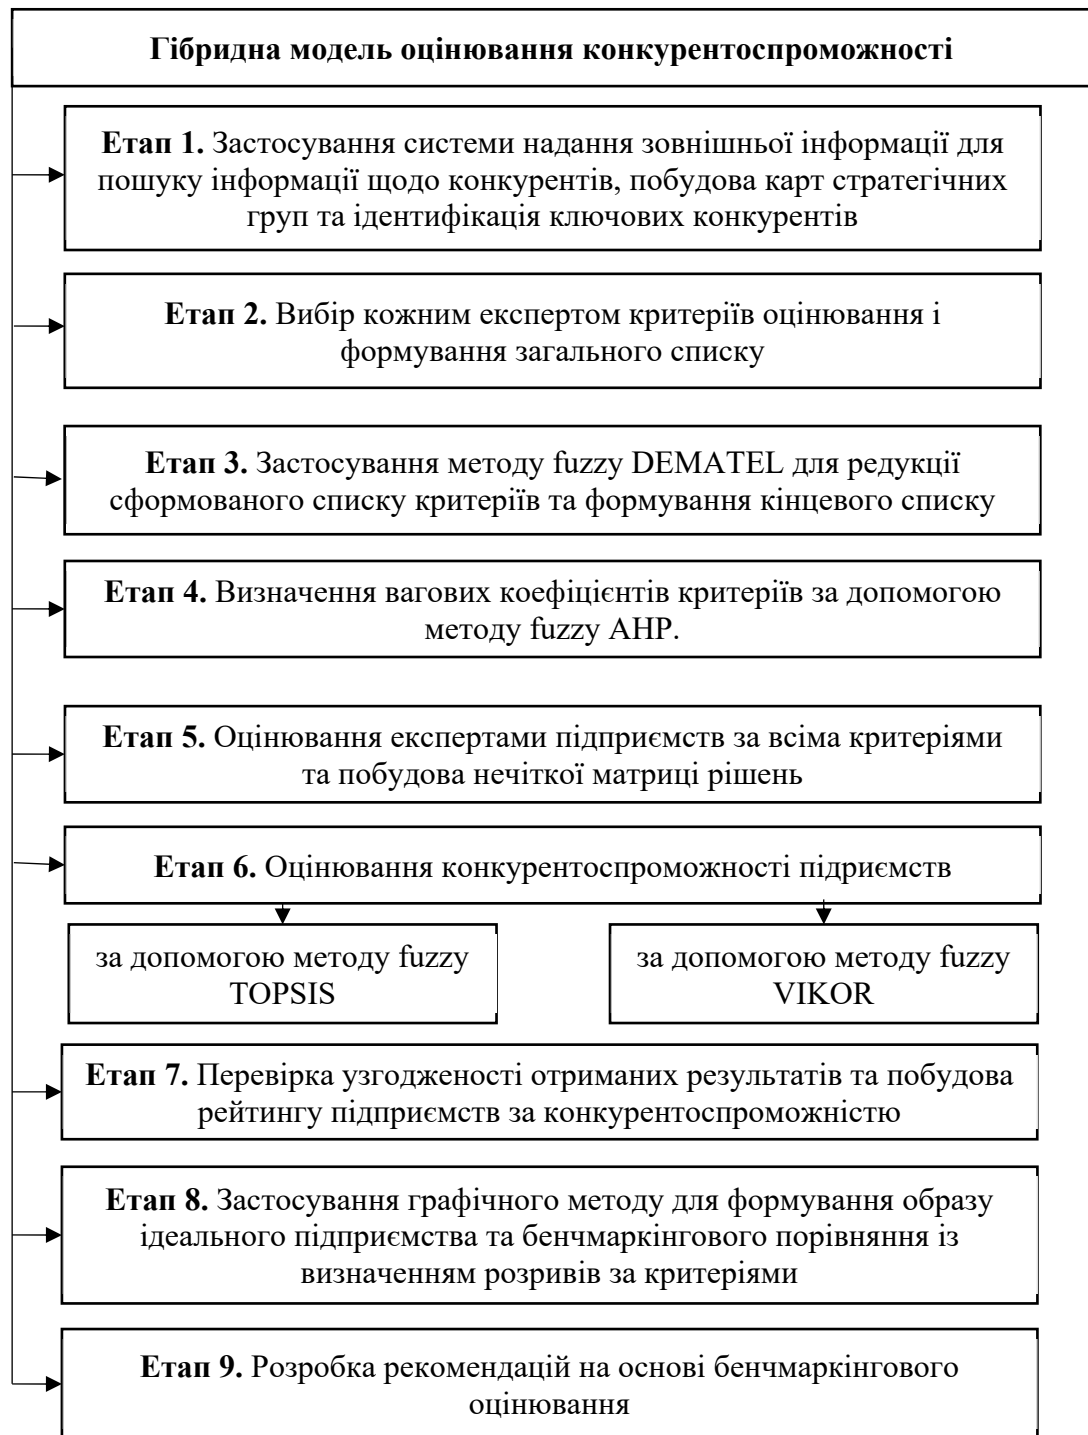 Гібридна модель оцінювання конкурентоспроможності
Етап 1. Застосування системи надання зовнішньої інформації для
пошуку інформації щодо конкурентів, побудова карт стратегічних
груп та ідентифікація ключових конкурентів
Етап 2. Вибір кожним експертом критеріїв оцінювання і
формування загального списку
Етап 3. Застосування методу fuzzy DEMATEL для редукції
сформованого списку критеріїв та формування кінцевого списку
Етап 4. Визначення вагових коефіцієнтів критеріїв за допомогою
методу fuzzy AHP.
Етап 5. Оцінювання експертами підприємств за всіма критеріями
та побудова нечіткої матриці рішень
Етап 6. Оцінювання конкурентоспроможності підриємств
за допомогою методу fuzzy
TOPSIS
за допомогою методу fuzzy
VIKOR
Етап 7. Перевірка узгодженості отриманих результатів та побудова
рейтингу підприємств за конкурентоспроможністю
Етап 8. Застосування графічного методу для формування образу
ідеального підприємства та бенчмаркінгового порівняння із
визначенням розривів за критеріями
Етап 9. Розробка рекомендацій на основі бенчмаркінгового
оцінювання